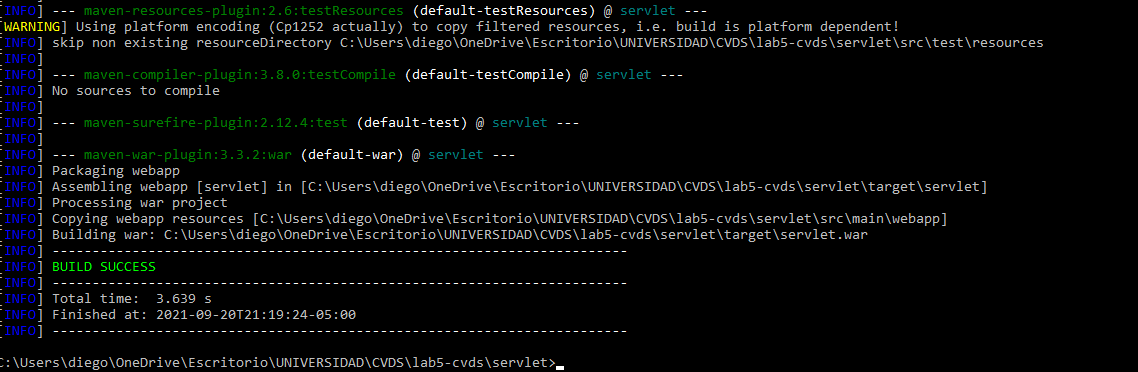 [INFO] --- maven-resources-plugin:2.6:testResources (default-testResources) @ servlet ---
[WARNING] Using platform encoding (Cp1252 actually) to copy filtered resources, i.e. build is platform dependent!
[INFO] skip non existing resourceDirectory C:\Users\diego\OneDrive\Escritorio\UNIVERSIDAD\CVDS\lab5-cvds\servlet\src\test\resources
[INFO]
[INFO] --- maven-compiler-plugin:3.8.0:testCompile (default-testCompile) @ servlet ---
[INFO] No sources to compile
[INFO]
[INFO] --- maven-surefire-plugin:2.12.4:test (default-test) @ servlet ---
[INFO]
[INFO] --- maven-war-plugin:3.3.2:war (default-war) @ servlet ---
[INFO] Packaging webapp
[INFO] Assembling webapp [servlet] in [C:\Users\diego\OneDrive\Escritorio\UNIVERSIDAD\CVDS\lab5-cvds\servlet\target\servlet]
[INFO] Processing war project
[INFO] Copying webapp resources [C:\Users\diego\OneDrive\Escritorio\UNIVERSIDAD\CVDS\lab5-cvds\servlet\src\main\webapp]
[INFO] Building war: C:\Users\diego\OneDrive\Escritorio\UNIVERSIDAD\CVDS\lab5-cvds\servlet\target\servlet.war
[INFO] ------------------------------------------------------------------------
[INFO] BUILD SUCCESS
[INFO] ------------------------------------------------------------------------
[INFO] Total time:  3.639 s
[INFO] Finished at: 2021-09-20T21:19:24-05:00
[INFO] ------------------------------------------------------------------------
C:\Users\diego\OneDrive\Escritorio\UNIVERSIDAD\CVDS\lab5-cvds\servlet>